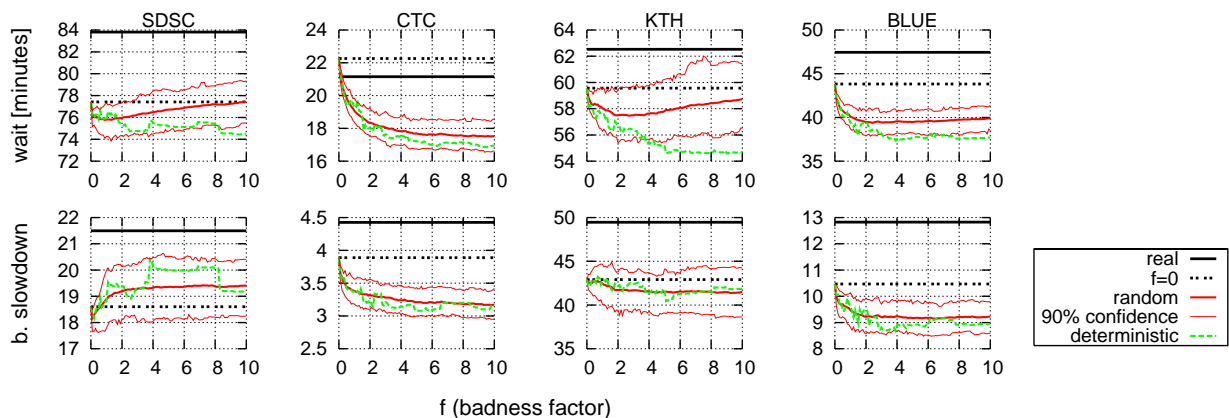 SDSC CTC KTH BLUE
wait [minutes]
84 82 80 78 76 74 72
0 2 4 6 8 10
24 22 20 18 16
0 2 4 6 8 10
64 62 60 58 56 54
0 2 4 6 8 10
50 45 40 35
0 2 4 6 8 10
b. slowdown
22 21 20 19 18 17
0 2 4 6 8 10
4.5 4 3.5 3 2.5
0 2 4 6 8 10
50 45 40 35
0 2 4 6 8 10
13 12 11 10 9 8
0 2 4 6 8 10
real
f=0
random
90% confidence
deterministic
f (badness factor)